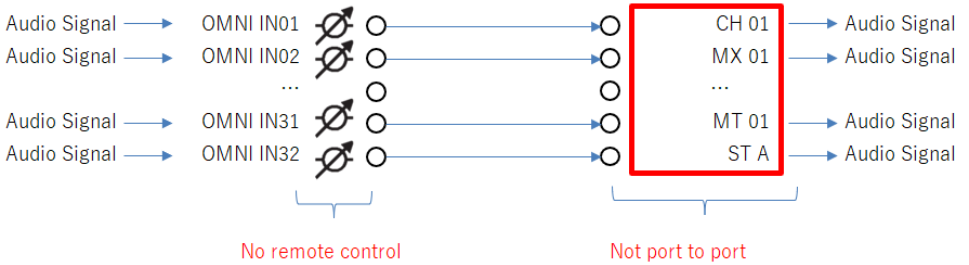 Audio Signal OMNI IN01 CH 01 Audio Signal
Audio Signal OMNI IN02 MX 01 Audio Signal
... ...
Audio Signal OMNI IN31 MT 01 Audio Signal
Audio Signal OMNI IN32 ST A Audio Signal
No remote control Not port to port